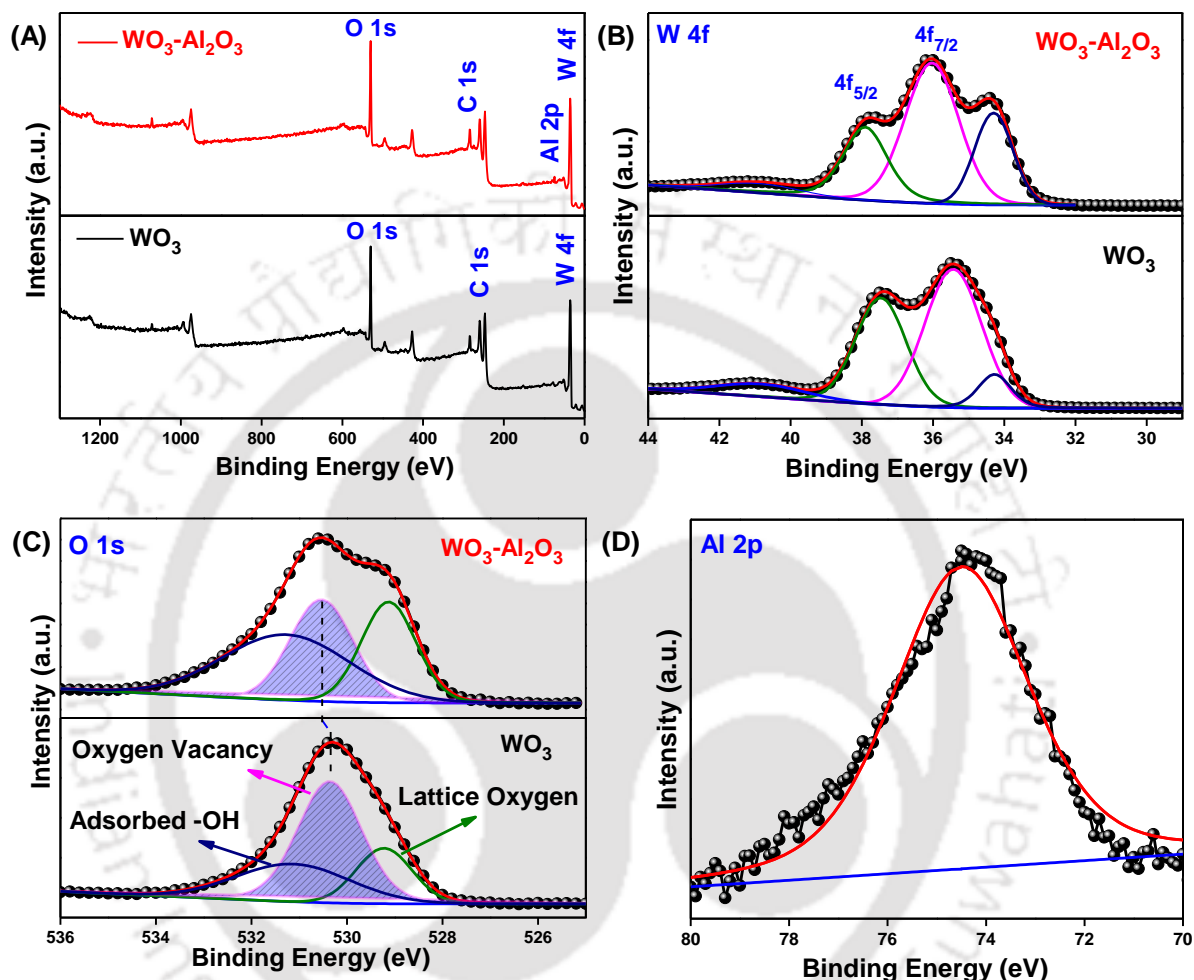 (A)
WO₃-Al₂O₃
O 1s
C 1s
Al 2p
W 4f
WO₃
O 1s
C 1s
W 4f
Intensity (a.u.)
1200 1000 800 600 400 200 0
Binding Energy (eV)
(B)
W 4f
4f₅/₂
4f₇/₂
WO₃-Al₂O₃
WO₃
Intensity (a.u.)
44 42 40 38 36 34 32 30
Binding Energy (eV)
(C)
O 1s
WO₃-Al₂O₃
WO₃
Oxygen Vacancy
Lattice Oxygen
Adsorbed -OH
Intensity (a.u.)
536 534 532 530 528 526
Binding Energy (eV)
(D)
Al 2p
Intensity (a.u.)
80 78 76 74 72 70
Binding Energy (eV)